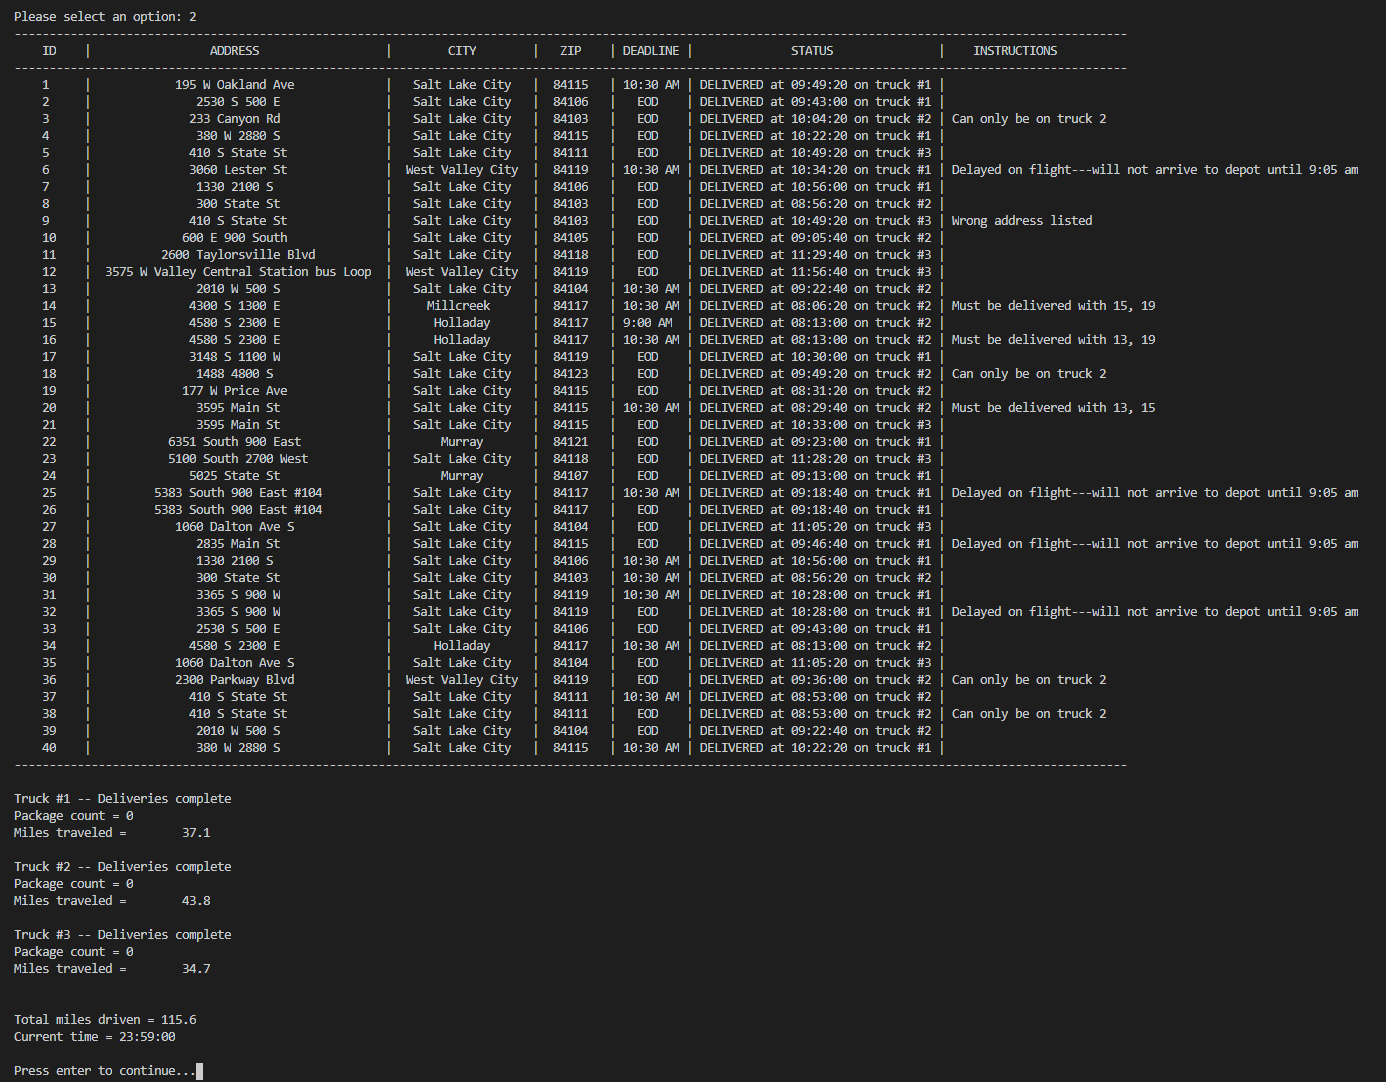 Please select an option: 2
---------------------------------------------------------------------------------------------------------------------------------------------------------------
ID | ADDRESS | CITY | ZIP | DEADLINE | STATUS | INSTRUCTIONS
---------------------------------------------------------------------------------------------------------------------------------------------------------------
1 | 195 W Oakland Ave | Salt Lake City | 84115 | 10:30 AM | DELIVERED at 09:49:20 on truck #1 |
2 | 2530 S 500 E | Salt Lake City | 84106 | EOD | DELIVERED at 09:43:00 on truck #1 |
3 | 233 Canyon Rd | Salt Lake City | 84103 | EOD | DELIVERED at 10:04:20 on truck #2 | Can only be on truck 2
4 | 380 W 2880 S | Salt Lake City | 84115 | EOD | DELIVERED at 10:22:20 on truck #1 |
5 | 410 S State St | Salt Lake City | 84111 | EOD | DELIVERED at 10:49:20 on truck #3 |
6 | 3060 Lester St | West Valley City | 84119 | 10:30 AM | DELIVERED at 10:34:20 on truck #1 | Delayed on flight---will not arrive to depot until 9:05 am
7 | 1330 2100 S | Salt Lake City | 84106 | EOD | DELIVERED at 10:56:00 on truck #1 |
8 | 300 State St | Salt Lake City | 84103 | EOD | DELIVERED at 08:56:20 on truck #2 |
9 | 410 S State St | Salt Lake City | 84103 | EOD | DELIVERED at 10:49:20 on truck #3 | Wrong address listed
10 | 600 E 900 South | Salt Lake City | 84105 | EOD | DELIVERED at 09:05:40 on truck #2 |
11 | 2600 Taylorsville Blvd | Salt Lake City | 84118 | EOD | DELIVERED at 11:29:40 on truck #3 |
12 | 3575 W Valley Central Station bus Loop | West Valley City | 84119 | EOD | DELIVERED at 11:56:40 on truck #3 |
13 | 2010 W 500 S | Salt Lake City | 84104 | 10:30 AM | DELIVERED at 09:22:40 on truck #2 |
14 | 4300 S 1300 E | Millcreek | 84117 | 10:30 AM | DELIVERED at 08:06:20 on truck #2 | Must be delivered with 15, 19
15 | 4580 S 2300 E | Holladay | 84117 | 9:00 AM | DELIVERED at 08:13:00 on truck #2 |
16 | 4580 S 2300 E | Holladay | 84117 | 10:30 AM | DELIVERED at 08:13:00 on truck #2 | Must be delivered with 13, 19
17 | 3148 S 1100 W | Salt Lake City | 84119 | EOD | DELIVERED at 10:30:00 on truck #1 |
18 | 1488 4800 S | Salt Lake City | 84123 | EOD | DELIVERED at 09:49:20 on truck #2 | Can only be on truck 2
19 | 177 W Price Ave | Salt Lake City | 84115 | EOD | DELIVERED at 08:31:20 on truck #2 |
20 | 3595 Main St | Salt Lake City | 84115 | 10:30 AM | DELIVERED at 08:29:40 on truck #2 | Must be delivered with 13, 15
21 | 3595 Main St | Salt Lake City | 84115 | EOD | DELIVERED at 10:33:00 on truck #3 |
22 | 6351 South 900 East | Murray | 84121 | EOD | DELIVERED at 09:23:00 on truck #1 |
23 | 5100 South 2700 West | Salt Lake City | 84118 | EOD | DELIVERED at 11:28:20 on truck #3 |
24 | 5025 State St | Murray | 84107 | EOD | DELIVERED at 09:13:00 on truck #1 |
25 | 5383 South 900 East #104 | Salt Lake City | 84117 | 10:30 AM | DELIVERED at 09:18:40 on truck #1 | Delayed on flight---will not arrive to depot until 9:05 am
26 | 5383 South 900 East #104 | Salt Lake City | 84117 | EOD | DELIVERED at 09:18:40 on truck #1 |
27 | 1060 Dalton Ave S | Salt Lake City | 84104 | EOD | DELIVERED at 11:05:20 on truck #3 |
28 | 2835 Main St | Salt Lake City | 84115 | EOD | DELIVERED at 09:46:40 on truck #1 | Delayed on flight---will not arrive to depot until 9:05 am
29 | 1330 2100 S | Salt Lake City | 84106 | 10:30 AM | DELIVERED at 10:56:00 on truck #1 |
30 | 300 State St | Salt Lake City | 84103 | 10:30 AM | DELIVERED at 08:56:20 on truck #2 |
31 | 3365 S 900 W | Salt Lake City | 84119 | 10:30 AM | DELIVERED at 10:28:00 on truck #1 |
32 | 3365 S 900 W | Salt Lake City | 84119 | EOD | DELIVERED at 10:28:00 on truck #1 | Delayed on flight---will not arrive to depot until 9:05 am
33 | 2530 S 500 E | Salt Lake City | 84106 | EOD | DELIVERED at 09:43:00 on truck #1 |
34 | 4580 S 2300 E | Holladay | 84117 | 10:30 AM | DELIVERED at 08:13:00 on truck #2 |
35 | 1060 Dalton Ave S | Salt Lake City | 84104 | EOD | DELIVERED at 11:05:20 on truck #3 |
36 | 2300 Parkway Blvd | West Valley City | 84119 | EOD | DELIVERED at 09:36:00 on truck #2 | Can only be on truck 2
37 | 410 S State St | Salt Lake City | 84111 | 10:30 AM | DELIVERED at 08:53:00 on truck #2 |
38 | 410 S State St | Salt Lake City | 84111 | EOD | DELIVERED at 08:53:00 on truck #2 | Can only be on truck 2
39 | 2010 W 500 S | Salt Lake City | 84104 | EOD | DELIVERED at 09:22:40 on truck #2 |
40 | 380 W 2880 S | Salt Lake City | 84115 | 10:30 AM | DELIVERED at 10:22:20 on truck #1 |
---------------------------------------------------------------------------------------------------------------------------------------------------------------
Truck #1 -- Deliveries complete
Package count = 0
Miles traveled = 37.1
Truck #2 -- Deliveries complete
Package count = 0
Miles traveled = 43.8
Truck #3 -- Deliveries complete
Package count = 0
Miles traveled = 34.7
Total miles driven = 115.6
Current time = 23:59:00
Press enter to continue...